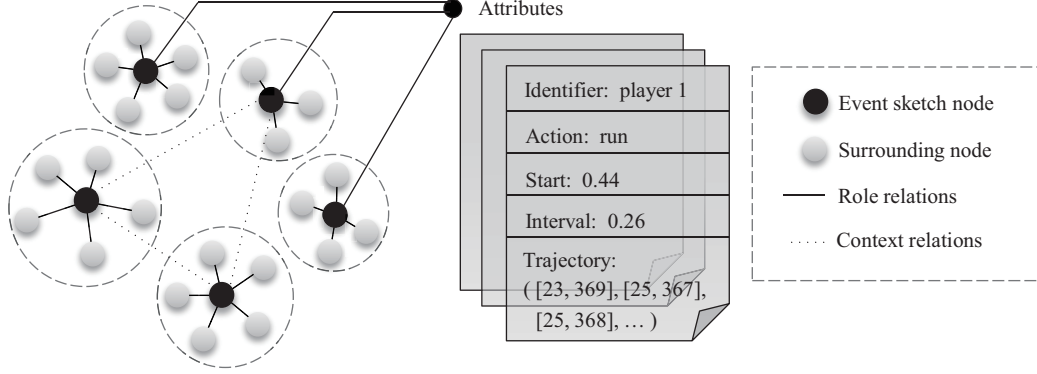 Attributes
Identifier: player 1
Action: run
Start: 0.44
Interval: 0.26
Trajectory:
( [23, 369], [25, 367],
[25, 368], … )
Event sketch node
Surrounding node
Role relations
Context relations